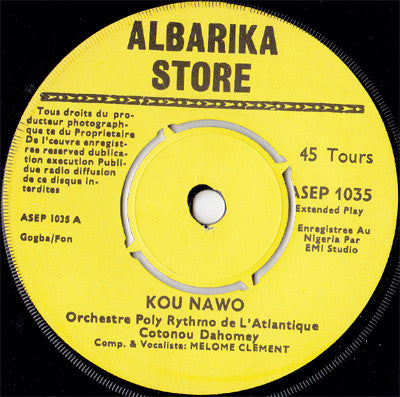 ALBARIKA
STORE
Tous droits du pro-
ducteur photograph-
que te du Proprietaire
De l'œuvre enregist-
ree reserved dublica-
tion execution Publi-
due radio diffusion
de ce disque in-
terdites
45 Tours
ASEP 1035
Extended Play
Enregistree Au
Nigeria Par
EMI Studio
ASEP 1035 A
Gogba/Fon
KOU NAWO
Orchestre Poly Rythmo de L'Atlantique
Cotonou Dahomey
Comp. & Vocaliste: MELOME CLEMENT